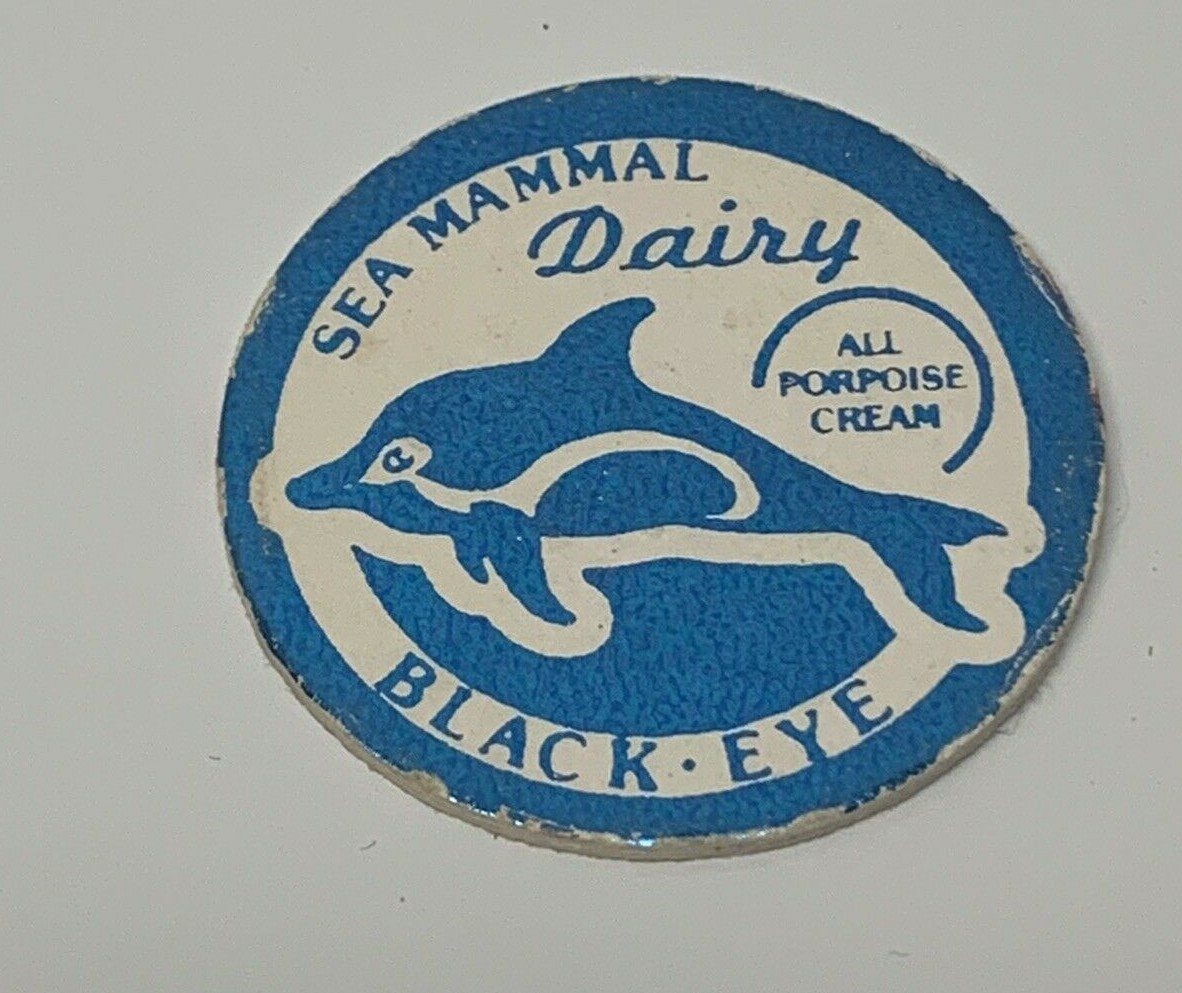 SEA MAMMAL
Dairy
ALL
PORPOISE
CREAM
BLACK·EYE